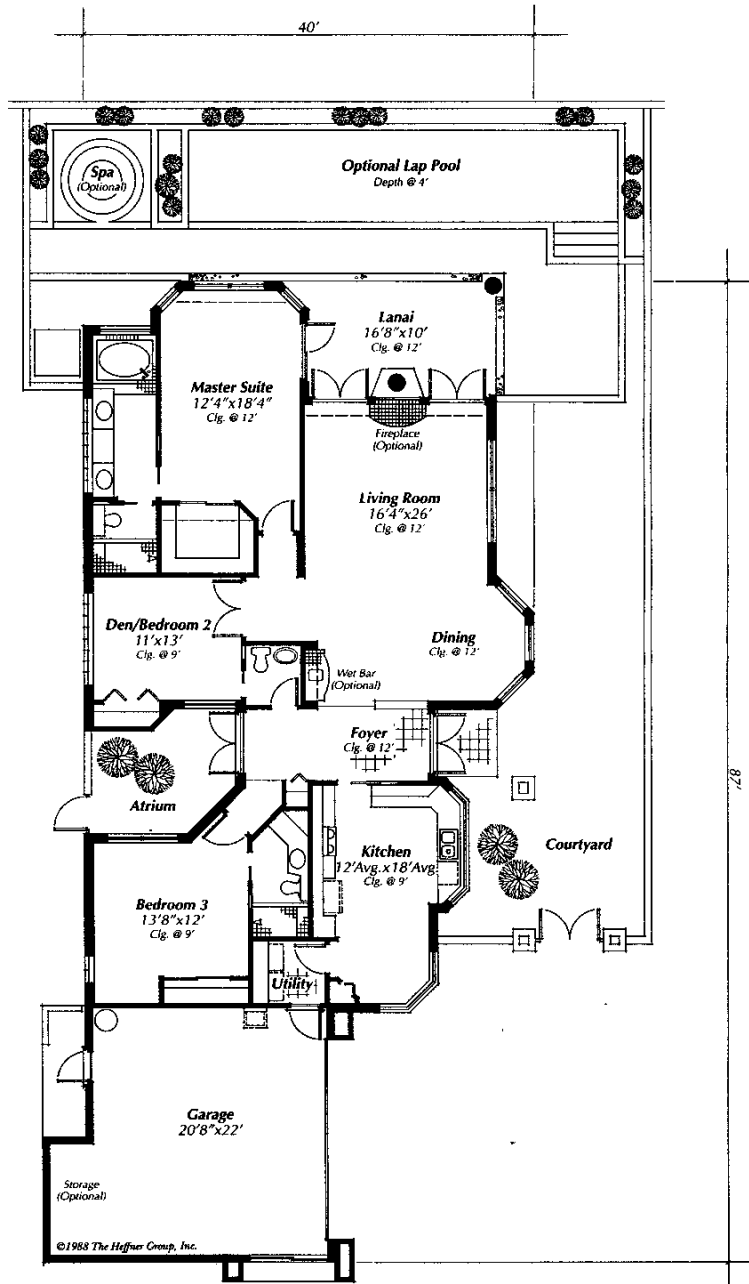 40'
Spa
(Optional)
Optional Lap Pool
Depth @ 4'
Lanai
16'8"x10'
Clg. @ 12'
Master Suite
12'4"x18'4"
Clg. @ 12'
Fireplace
(Optional)
Living Room
16'4"x26'
Clg. @ 12'
Den/Bedroom 2
11'x13'
Clg. @ 9'
Dining
Clg. @ 12'
Wet Bar
(Optional)
Foyer
Clg. @ 12'
87'
Atrium
Kitchen
12'Avg.x18'Avg
Clg. @ 9'
Courtyard
Bedroom 3
13'8"x12'
Clg. @ 9'
Utility
Garage
20'8"x22'
Storage
(Optional)
©1988 The Heffner Group, Inc.